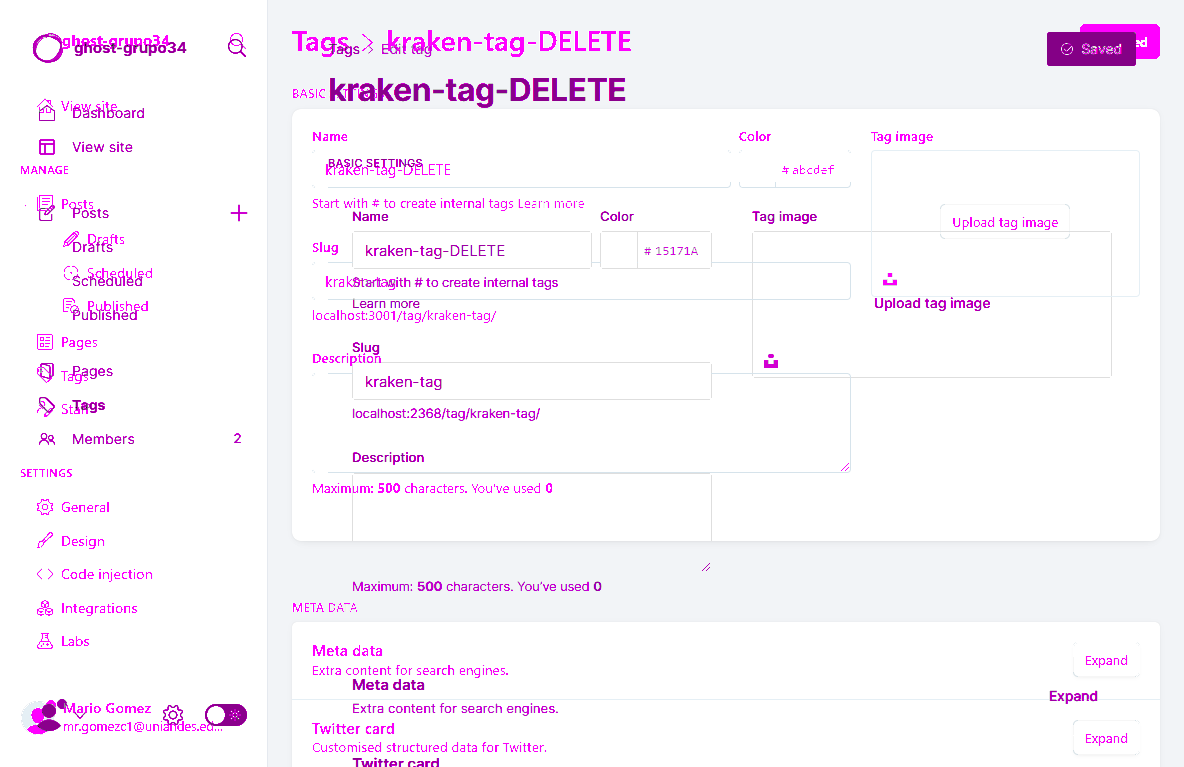 ghost-grupo34
ghost-grupo34
View site
Dashboard
View site
MANAGE
Posts
Posts
Drafts
Drafts
Scheduled
Scheduled
Published
Published
Pages
Pages
Tags
Tags
Staff
Members 2
SETTINGS
General
Design
Code injection
Integrations
Labs
Mario Gomez
mr.gomezc1@uniandes.ed...
Tags > kraken-tag-DELETE
Tags > Edit tag
Saved
kraken-tag-DELETE
BASIC SETTINGS
Name Color Tag image
BASIC SETTINGS
kraken-tag-DELETE # abcdef
Start with # to create internal tags Learn more
Name Color Tag image
Upload tag image
Slug
kraken-tag-DELETE # 15171A
kraken-tag
Start with # to create internal tags
Learn more
Upload tag image
localhost:3001/tag/kraken-tag/
Slug
Description
kraken-tag
localhost:2368/tag/kraken-tag/
Description
Maximum: 500 characters. You've used 0
Maximum: 500 characters. You've used 0
META DATA
Meta data
Expand
Extra content for search engines.
Meta data
Expand
Extra content for search engines.
Twitter card
Expand
Customised structured data for Twitter.
Twitter card